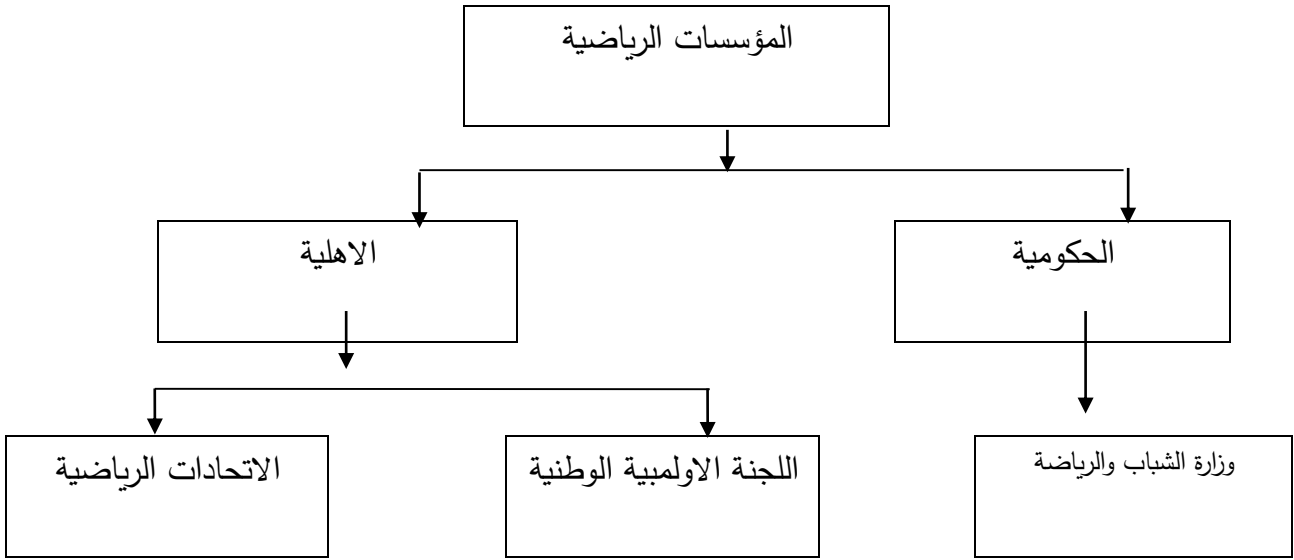 المؤسسات الرياضية
الحكومية
الاهلية
وزارة الشباب والرياضة
اللجنة الاولمبية الوطنية
الاتحادات الرياضية